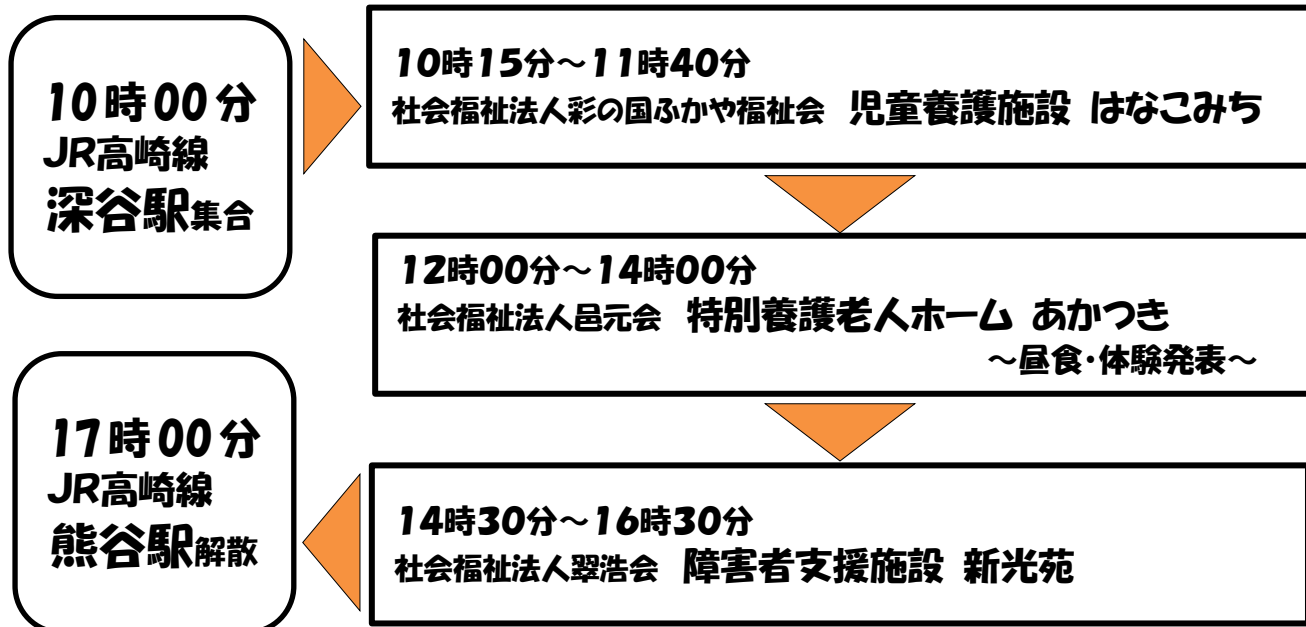 10時00分
JR高崎線
深谷駅集合
10時15分~11時40分
社会福祉法人彩の国ふかや福祉会 児童養護施設 はなこみち
12時00分~14時00分
社会福祉法人邑元会 特別養護老人ホーム あかつき
~昼食・体験発表~
14時30分~16時30分
社会福祉法人翠浩会 障害者支援施設 新光苑
17時00分
JR高崎線
熊谷駅解散